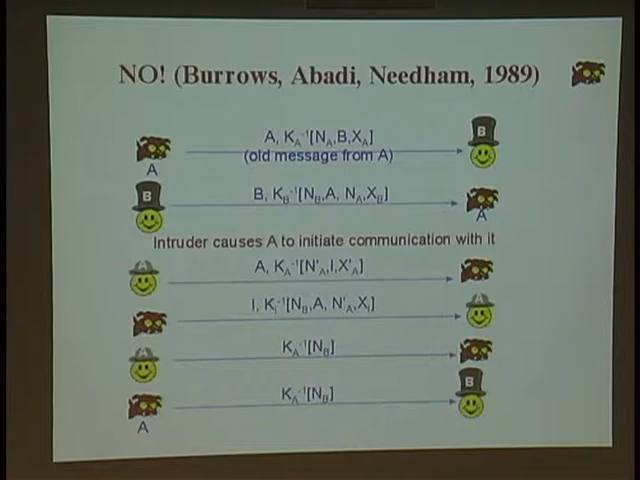 NO! (Burrows, Abadi, Needham, 1989)
A, K_A^-1[N_A,B,X_A]
(old message from A)
B
A
B, K_B^-1[N_B,A, N_A,X_B]
B
A
Intruder causes A to initiate communication with it
A, K_A^-1[N'_A,I,X'_A]
A
I, K_I^-1[N_B,A, N'_A,X_I]
A
K_A^-1[N_B]
A
K_A^-1[N_B]
B
A